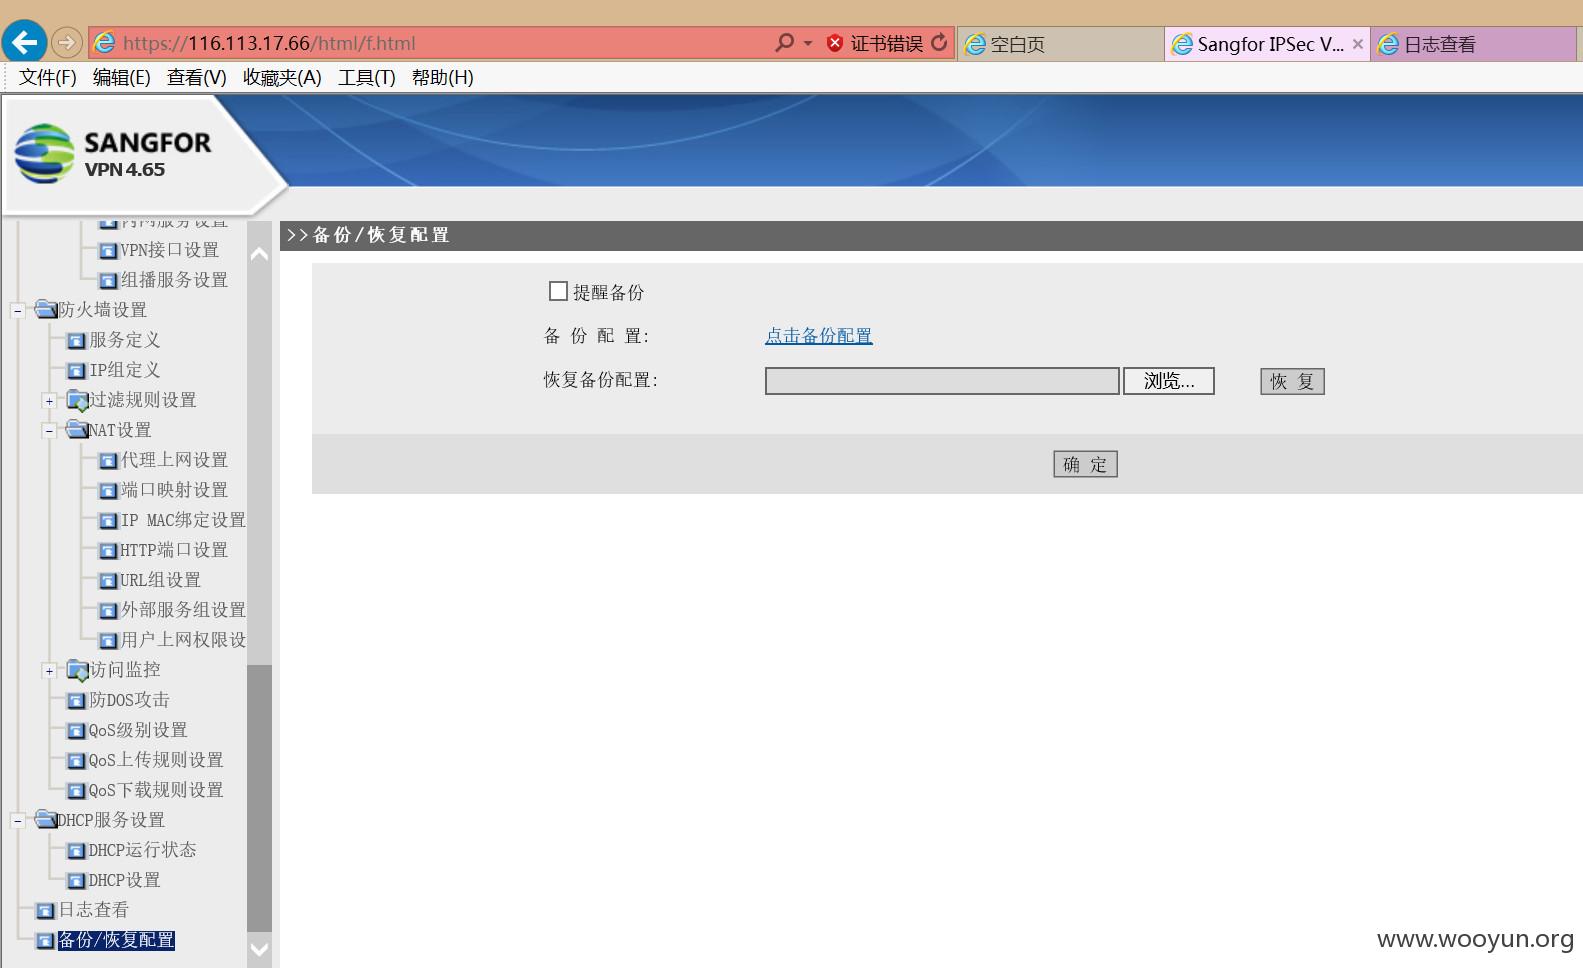 https://116.113.17.66/html/f.html
证书错误
空白页
Sangfor IPSec V...
日志查看
文件(F) 编辑(E) 查看(V) 收藏夹(A) 工具(T) 帮助(H)
SANGFOR
VPN 4.65
内网服务设置
VPN接口设置
组播服务设置
防火墙设置
服务定义
IP组定义
过滤规则设置
NAT设置
代理上网设置
端口映射设置
IP MAC绑定设置
HTTP端口设置
URL组设置
外部服务组设置
用户上网权限设
访问监控
防DOS攻击
QoS级别设置
QoS上传规则设置
QoS下载规则设置
DHCP服务设置
DHCP运行状态
DHCP设置
日志查看
备份/恢复配置
>>备份/恢复配置
提醒备份
备 份 配 置: 点击备份配置
恢复备份配置: 浏览... 恢 复
确 定
www.wooyun.org